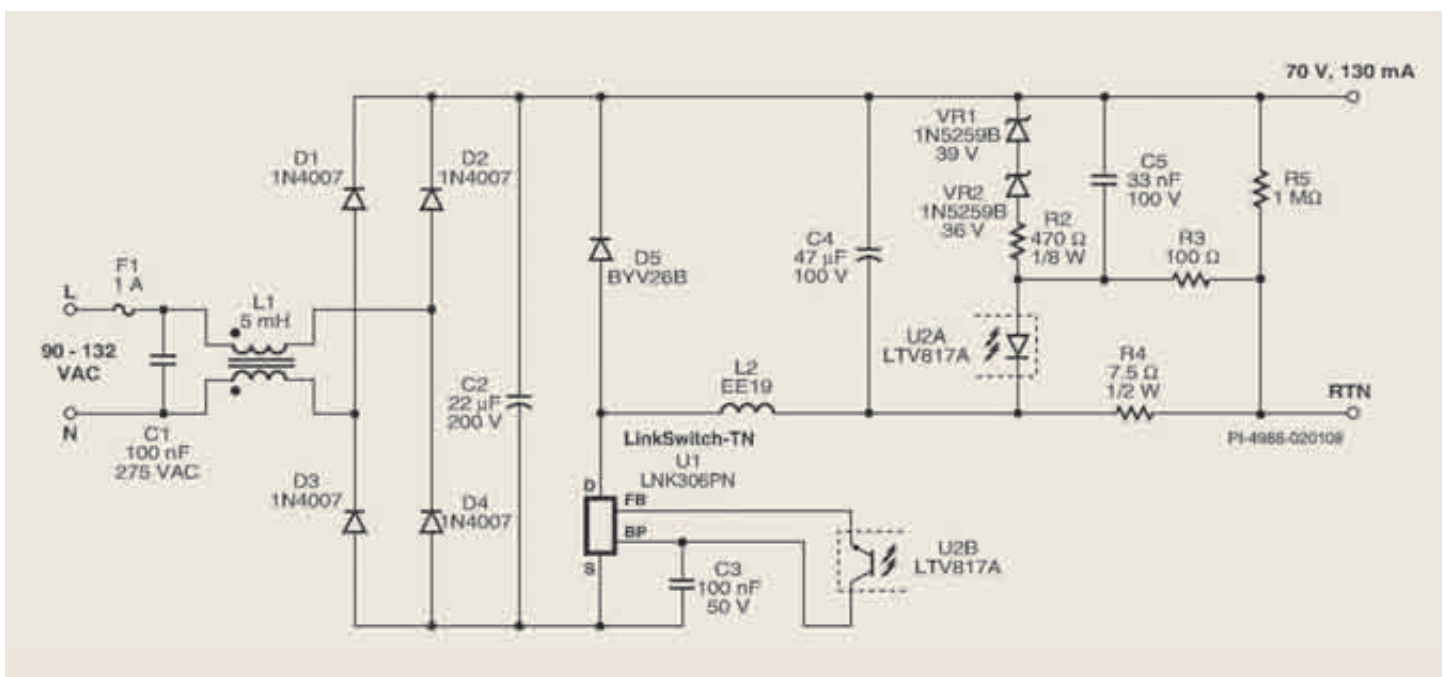 70 V, 130 mA
VR1
1N5259B
39 V
D1
1N4007
D2
1N4007
C5
33 nF
100 V
R5
1 MΩ
VR2
1N5259B
36 V
R2
470 Ω
1/8 W
R3
100 Ω
C4
47 µF
100 V
D5
BYV26B
F1
1 A
L
L1
5 mH
90 - 132
VAC
U2A
LTV817A
R4
7.5 Ω
1/2 W
L2
EE19
C2
22 µF
200 V
RTN
N
C1
100 nF
275 VAC
LinkSwitch-TN
U1
LNK306PN
PI-4988-020108
D3
1N4007
D4
1N4007
D
FB
BP
S
U2B
LTV817A
C3
100 nF
50 V